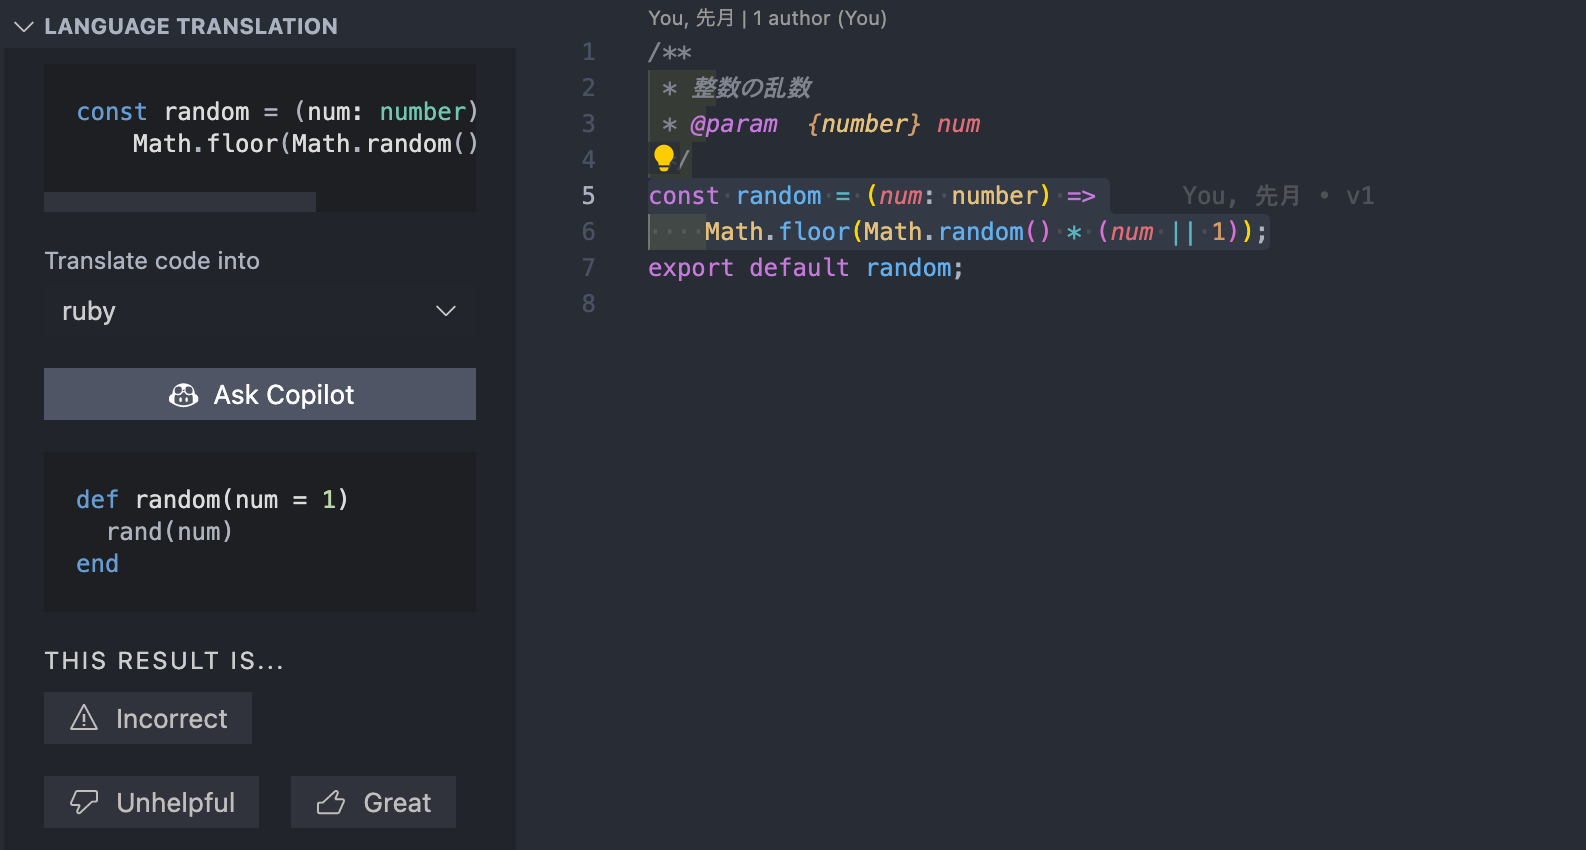 LANGUAGE TRANSLATION
const random = (num: number)
Math.floor(Math.random()
Translate code into
ruby
Ask Copilot
def random(num = 1)
rand(num)
end
THIS RESULT IS...
Incorrect
Unhelpful
Great
You, 先月 | 1 author (You)
1 /**
2 * 整数の乱数
3 * @param {number} num
4 /
5 const random = (num: number) => You, 先月 • v1
6 Math.floor(Math.random() * (num || 1));
7 export default random;
8